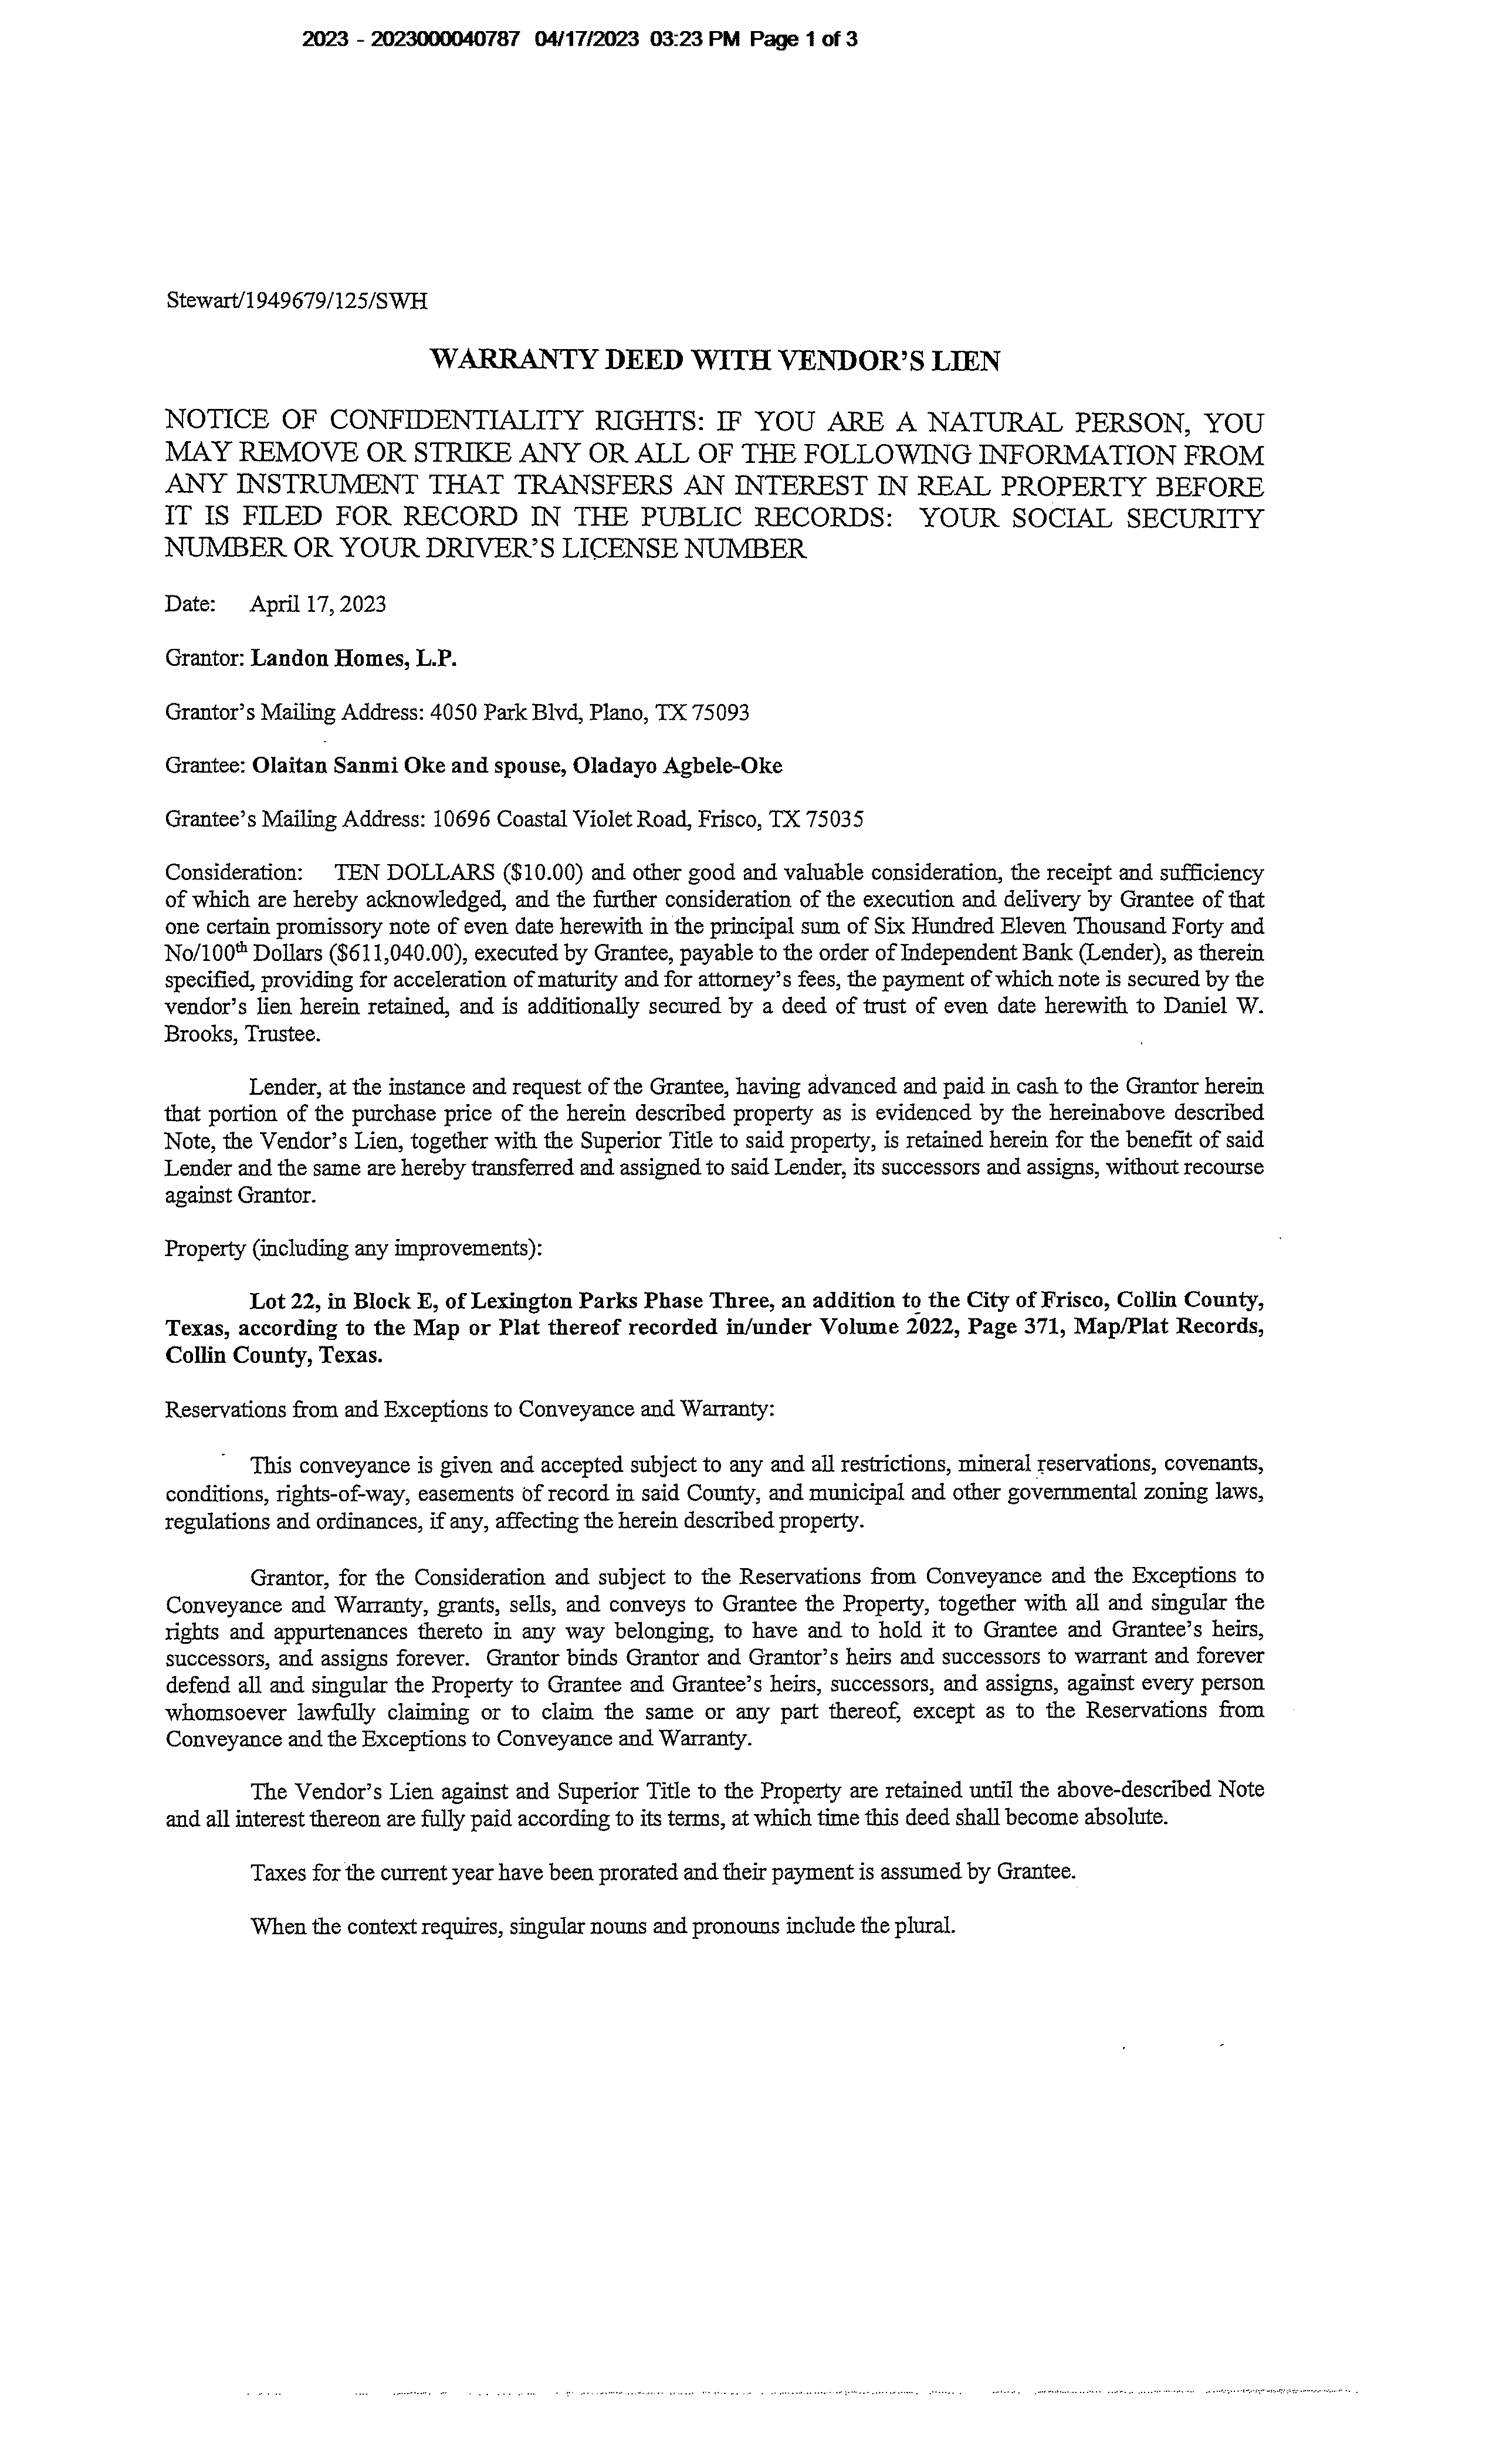 2023 - 2023000040787 04/17/2023 03:23 PM Page 1 of 3
Stewart/1949679/125/SWH
WARRANTY DEED WITH VENDOR'S LIEN
NOTICE OF CONFIDENTIALITY RIGHTS: IF YOU ARE A NATURAL PERSON, YOU
MAY REMOVE OR STRIKE ANY OR ALL OF THE FOLLOWING INFORMATION FROM
ANY INSTRUMENT THAT TRANSFERS AN INTEREST IN REAL PROPERTY BEFORE
IT IS FILED FOR RECORD IN THE PUBLIC RECORDS: YOUR SOCIAL SECURITY
NUMBER OR YOUR DRIVER'S LICENSE NUMBER
Date: April 17, 2023
Grantor: Landon Homes, L.P.
Grantor's Mailing Address: 4050 Park Blvd, Plano, TX 75093
Grantee: Olaitan Sanmi Oke and spouse, Oladayo Agbele-Oke
Grantee's Mailing Address: 10696 Coastal Violet Road, Frisco, TX 75035
Consideration: TEN DOLLARS ($10.00) and other good and valuable consideration, the receipt and sufficiency
of which are hereby acknowledged, and the further consideration of the execution and delivery by Grantee of that
one certain promissory note of even date herewith in the principal sum of Six Hundred Eleven Thousand Forty and
No/100th Dollars ($611,040.00), executed by Grantee, payable to the order of Independent Bank (Lender), as therein
specified, providing for acceleration of maturity and for attorney's fees, the payment of which note is secured by the
vendor's lien herein retained, and is additionally secured by a deed of trust of even date herewith to Daniel W.
Brooks, Trustee.
Lender, at the instance and request of the Grantee, having advanced and paid in cash to the Grantor herein
that portion of the purchase price of the herein described property as is evidenced by the hereinabove described
Note, the Vendor's Lien, together with the Superior Title to said property, is retained herein for the benefit of said
Lender and the same are hereby transferred and assigned to said Lender, its successors and assigns, without recourse
against Grantor.
Property (including any improvements):
Lot 22, in Block E, of Lexington Parks Phase Three, an addition to the City of Frisco, Collin County,
Texas, according to the Map or Plat thereof recorded in/under Volume 2022, Page 371, Map/Plat Records,
Collin County, Texas.
Reservations from and Exceptions to Conveyance and Warranty:
This conveyance is given and accepted subject to any and all restrictions, mineral reservations, covenants,
conditions, rights-of-way, easements of record in said County, and municipal and other governmental zoning laws,
regulations and ordinances, if any, affecting the herein described property.
Grantor, for the Consideration and subject to the Reservations from Conveyance and the Exceptions to
Conveyance and Warranty, grants, sells, and conveys to Grantee the Property, together with all and singular the
rights and appurtenances thereto in any way belonging, to have and to hold it to Grantee and Grantee's heirs,
successors, and assigns forever. Grantor binds Grantor and Grantor's heirs and successors to warrant and forever
defend all and singular the Property to Grantee and Grantee's heirs, successors, and assigns, against every person
whomsoever lawfully claiming or to claim the same or any part thereof, except as to the Reservations from
Conveyance and the Exceptions to Conveyance and Warranty.
The Vendor's Lien against and Superior Title to the Property are retained until the above-described Note
and all interest thereon are fully paid according to its terms, at which time this deed shall become absolute.
Taxes for the current year have been prorated and their payment is assumed by Grantee.
When the context requires, singular nouns and pronouns include the plural.